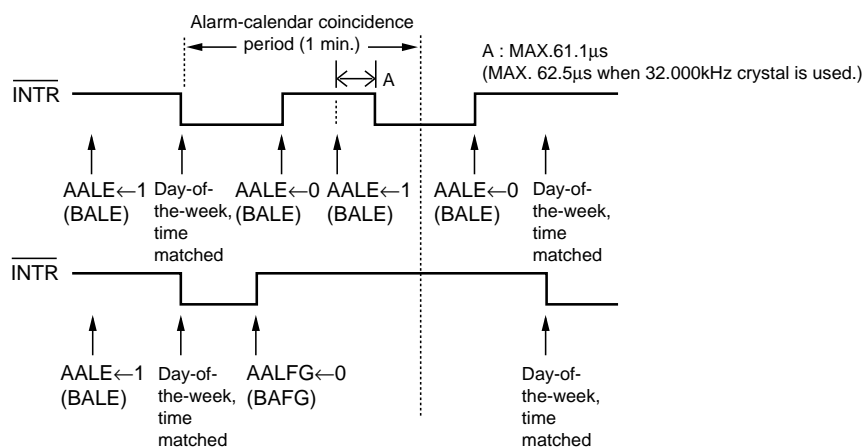 Alarm-calendar coincidence
period (1 min.)
A : MAX.61.1µs
(MAX. 62.5µs when 32.000kHz crystal is used.)
A
INTR
AALE←1
(BALE)
Day-of-
the-week,
time
matched
AALE←0
(BALE)
AALE←1
(BALE)
AALE←0
(BALE)
Day-of-
the-week,
time
matched
INTR
AALE←1
(BALE)
Day-of-
the-week,
time
matched
AALFG←0
(BAFG)
Day-of-
the-week,
time
matched